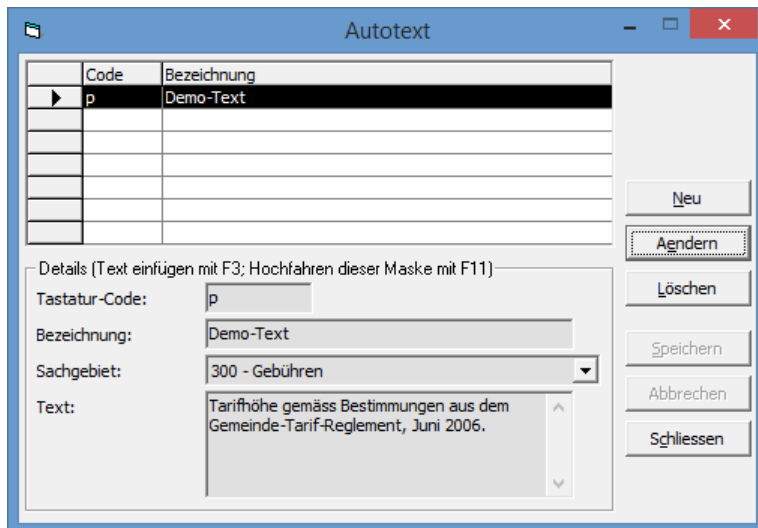 Autotext
Code Bezeichnung
p Demo-Text
Neu
Aendern
Löschen
Speichern
Abbrechen
Schliessen
Details (Text einfügen mit F3; Hochfahren dieser Maske mit F11)
Tastatur-Code: p
Bezeichnung: Demo-Text
Sachgebiet: 300 - Gebühren
Text: Tarifhöhe gemäss Bestimmungen aus dem
Gemeinde-Tarif-Reglement, Juni 2006.